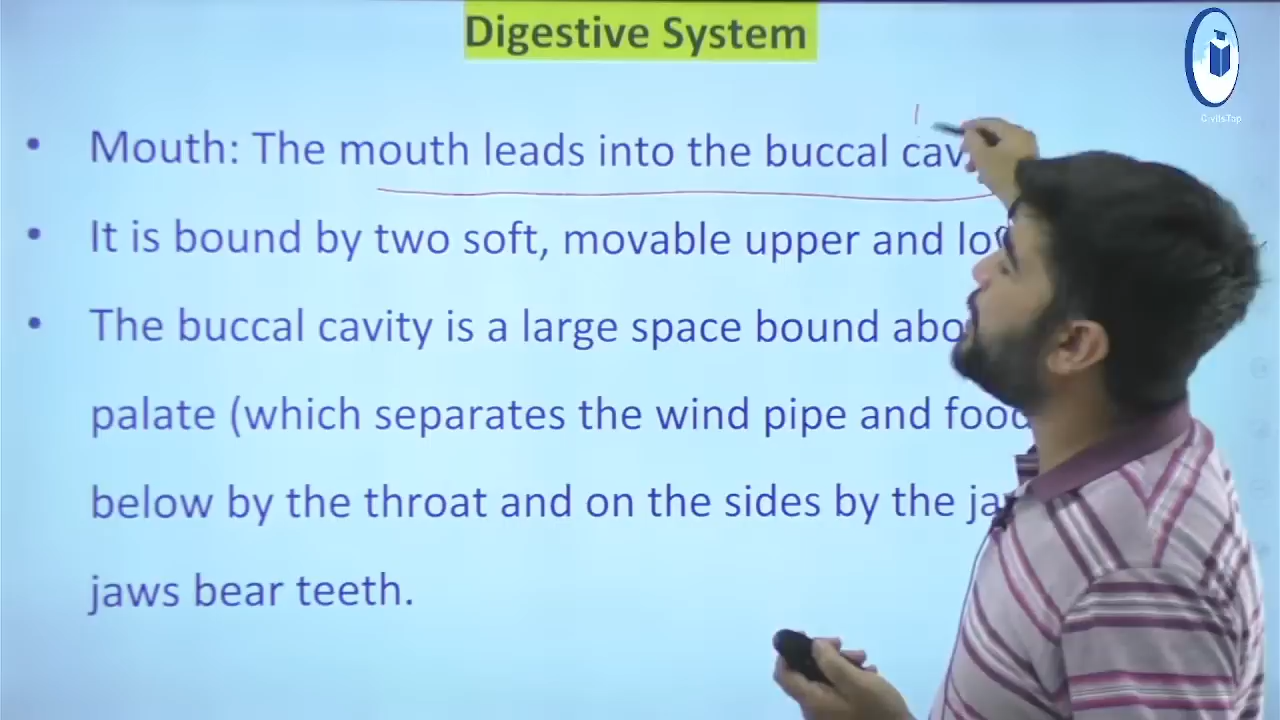 Digestive System
CivilsTap
• Mouth: The mouth leads into the buccal
• It is bound by two soft, movable upper and
• The buccal cavity is a large space bound
palate (which separates the wind pipe and food
below by the throat and on the sides by the
jaws bear teeth.